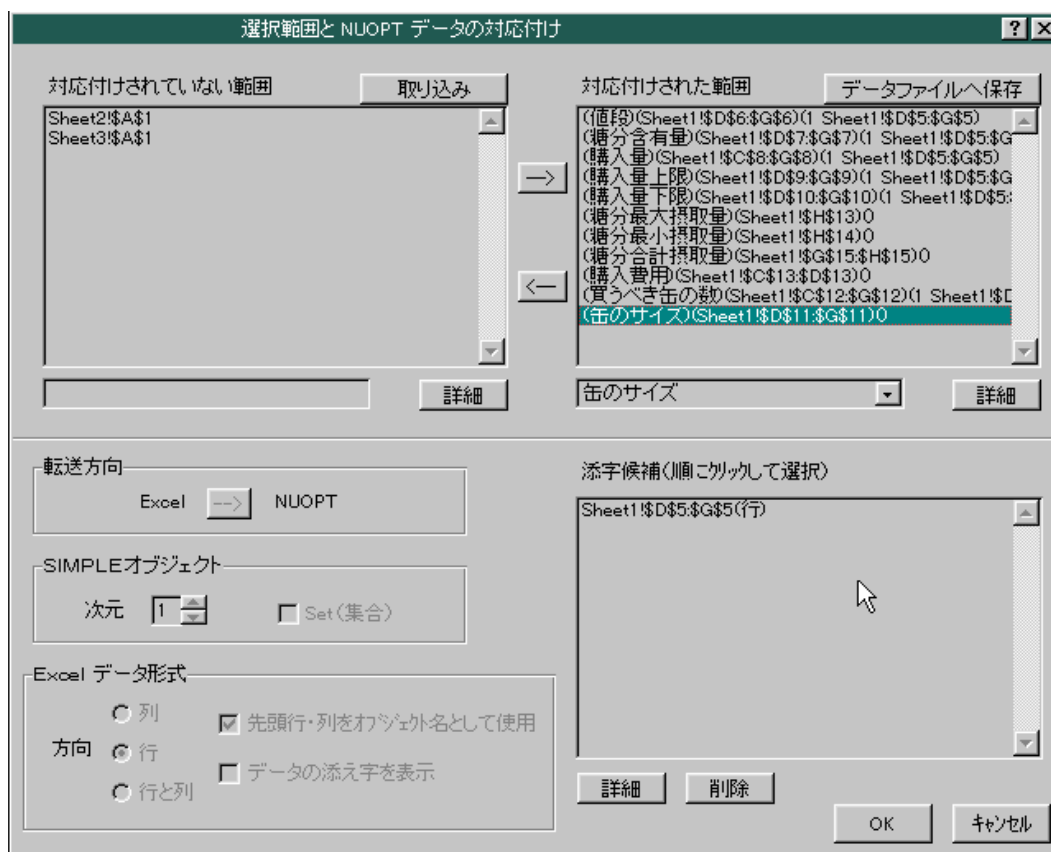 選択範囲と NUOPT データの対応付け
対応付けされていない範囲
取り込み
対応付けされた範囲
データファイルへ保存
Sheet2!$A$1
Sheet3!$A$1
(値段)(Sheet1!$D$6:$G$6)(1 Sheet1!$D$5:$G$5)
(糖分含有量)(Sheet1!$D$7:$G$7)(1 Sheet1!$D$5:$G
(購入量)(Sheet1!$C$8:$G$8)(1 Sheet1!$D$5:$G$5)
(購入量上限)(Sheet1!$D$9:$G$9)(1 Sheet1!$D$5:$G
(購入量下限)(Sheet1!$D$10:$G$10)(1 Sheet1!$D$5:
(糖分最大摂取量)(Sheet1!$H$13)()
(糖分最小摂取量)(Sheet1!$H$14)()
(糖分合計摂取量)(Sheet1!$G$15:$H$15)()
(購入費用)(Sheet1!$C$13:$D$13)()
(買うべき缶の数)(Sheet1!$C$12:$G$12)(1 Sheet1!$D
(缶のサイズ)(Sheet1!$D$11:$G$11)()
-->
<--
詳細
缶のサイズ
詳細
転送方向
Excel --> NUOPT
SIMPLEオブジェクト
次元 1 Set(集合)
Excel データ形式
方向
列
行
行と列
先頭行・列をオブジェクト名として使用
データの添え字を表示
添字候補(順にクリックして選択)
Sheet1!$D$5:$G$5(行)
詳細
削除
OK
キャンセル